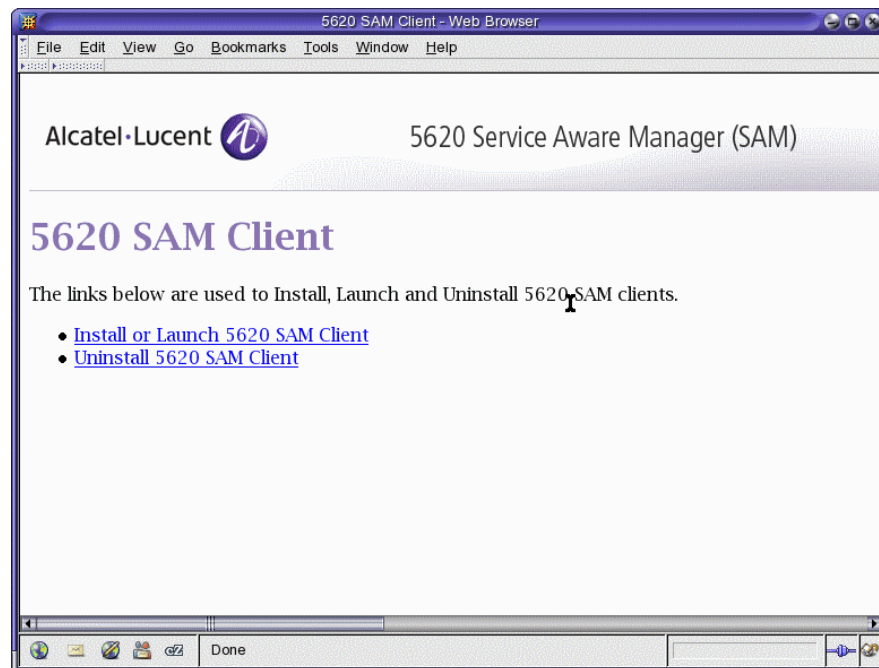 5620 SAM Client - Web Browser
File Edit View Go Bookmarks Tools Window Help
Alcatel·Lucent
5620 Service Aware Manager (SAM)
5620 SAM Client
The links below are used to Install, Launch and Uninstall 5620 SAM clients.
Install or Launch 5620 SAM Client
Uninstall 5620 SAM Client
Done